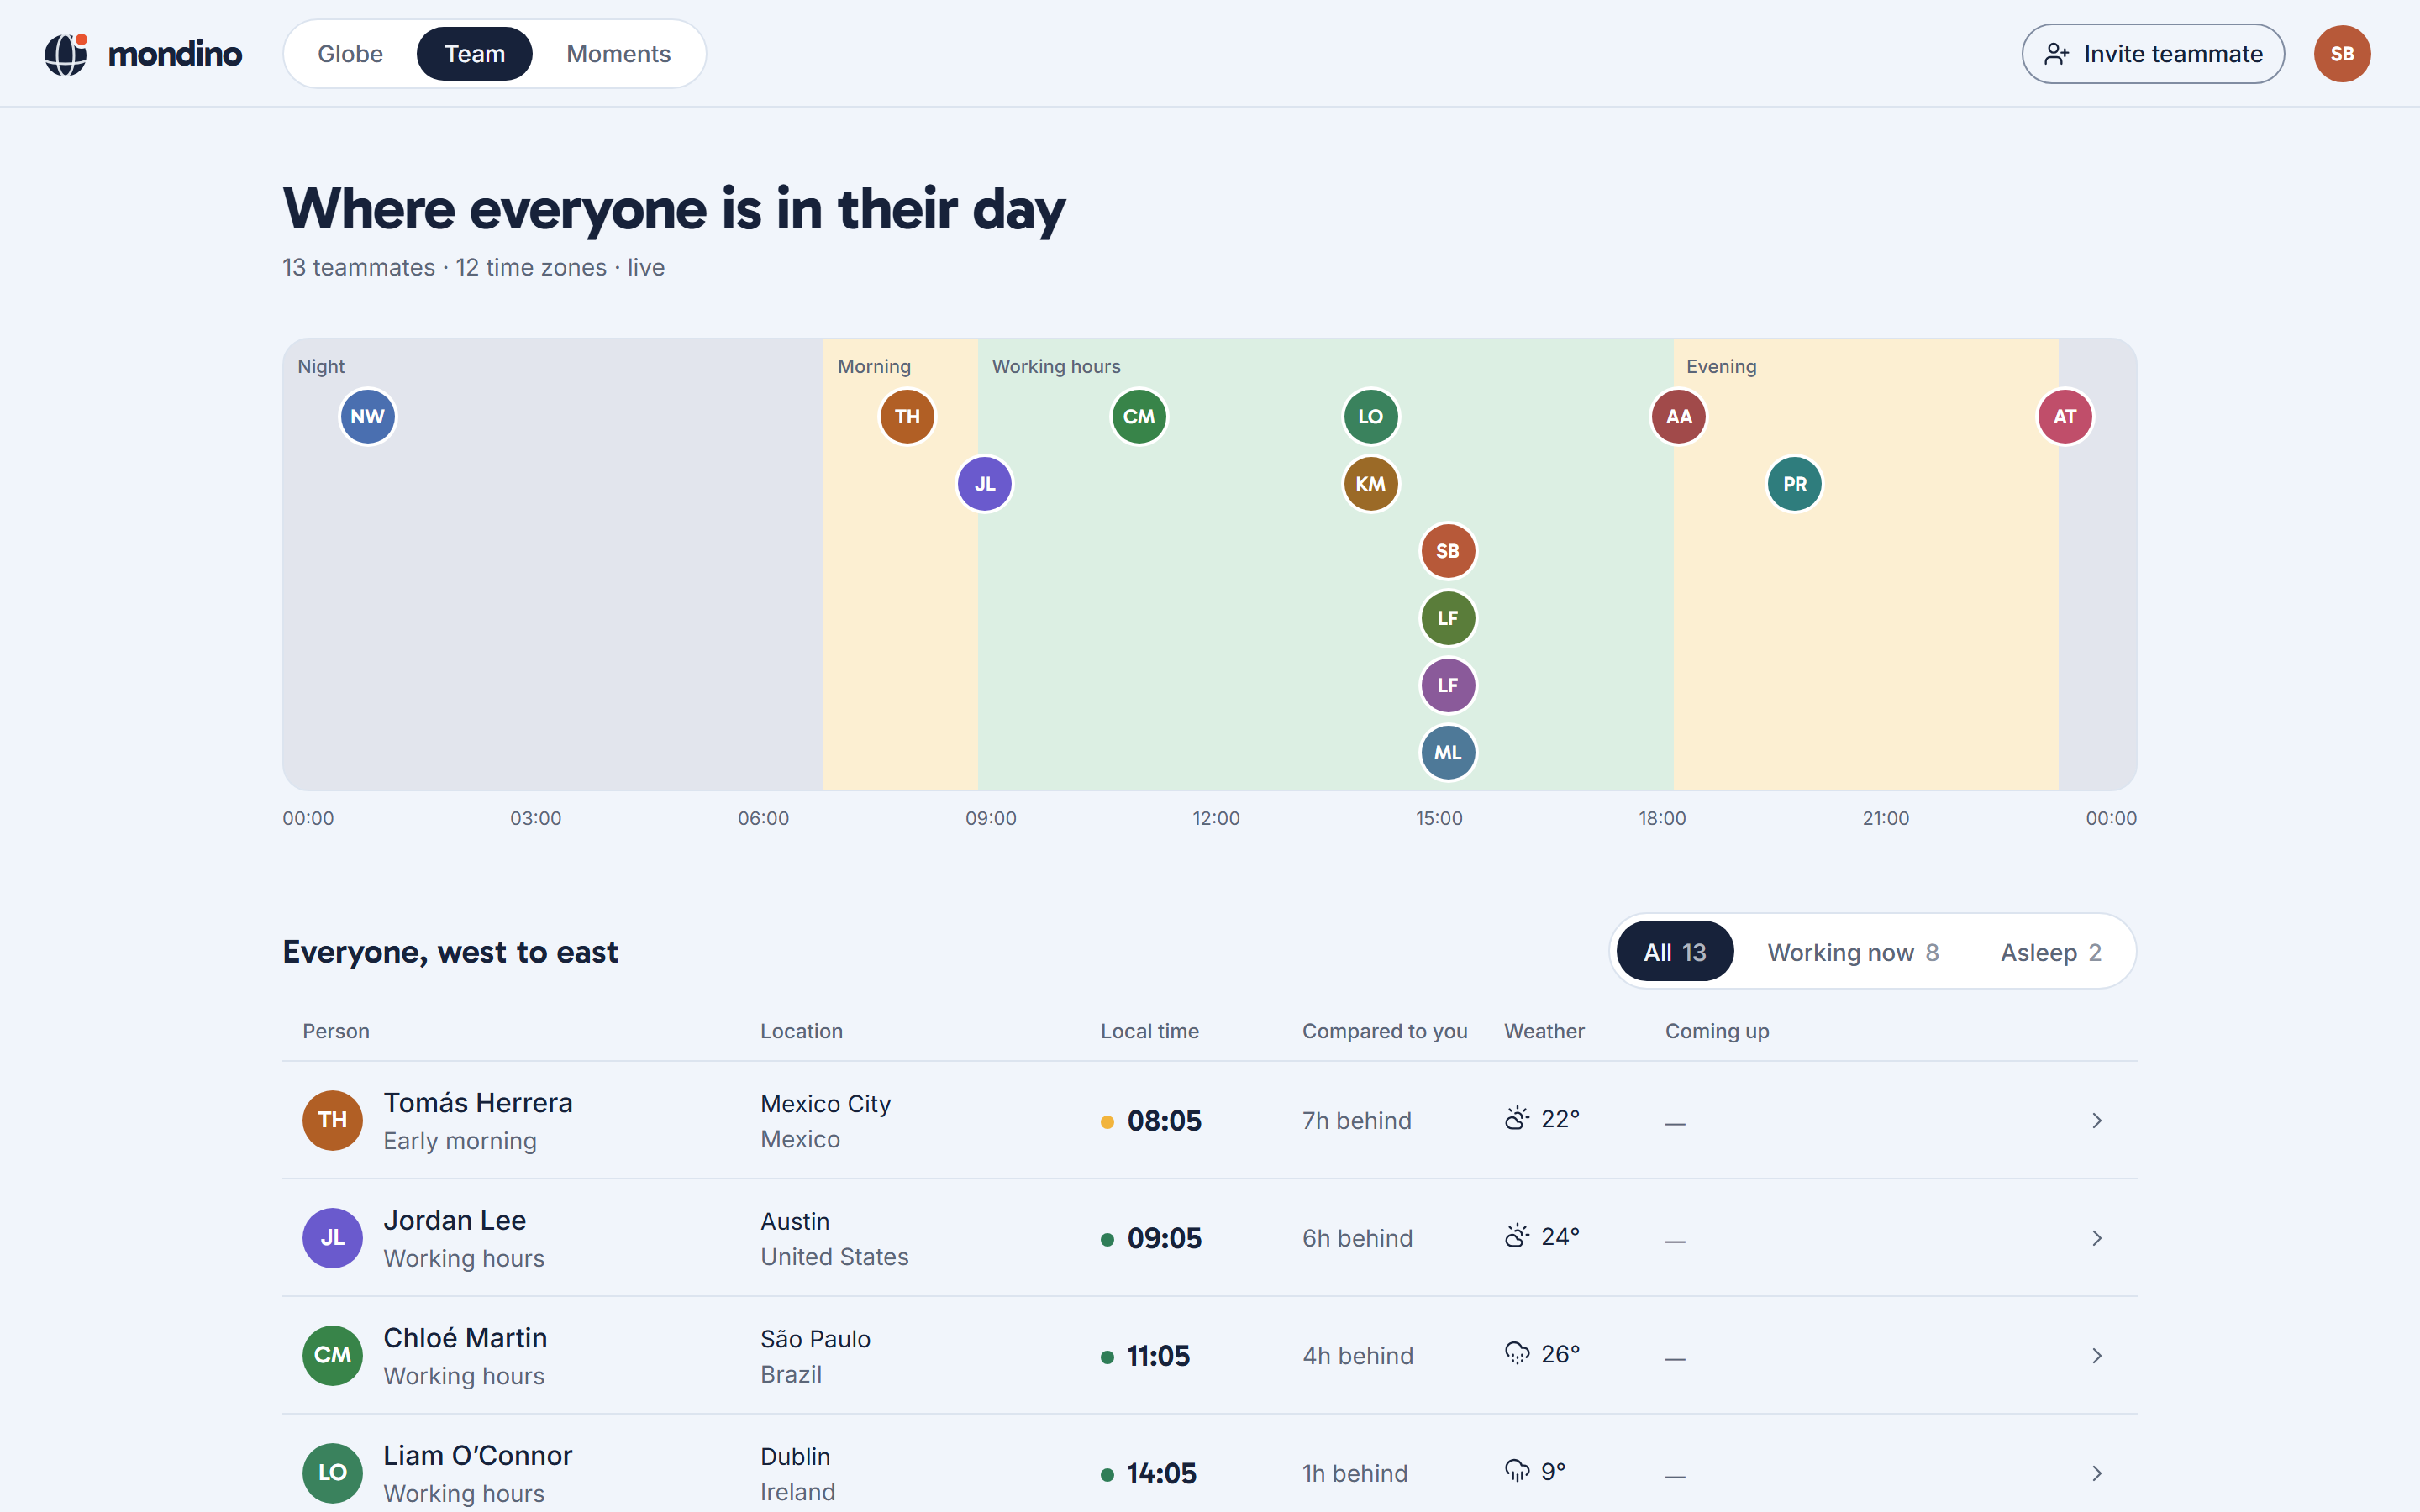 mondino
Globe
Team
Moments
Invite teammate
SB
Where everyone is in their day
13 teammates · 12 time zones · live
Night
Morning
Working hours
Evening
NW
TH
CM
LO
AA
AT
JL
KM
PR
SB
LF
LF
ML
00:00
03:00
06:00
09:00
12:00
15:00
18:00
21:00
00:00
Everyone, west to east
All 13
Working now 8
Asleep 2
Person
Location
Local time
Compared to you
Weather
Coming up
TH
Tomás Herrera
Early morning
Mexico City
Mexico
08:05
7h behind
22°
—
JL
Jordan Lee
Working hours
Austin
United States
09:05
6h behind
24°
—
CM
Chloé Martin
Working hours
São Paulo
Brazil
11:05
4h behind
26°
—
LO
Liam O’Connor
Working hours
Dublin
Ireland
14:05
1h behind
9°
—